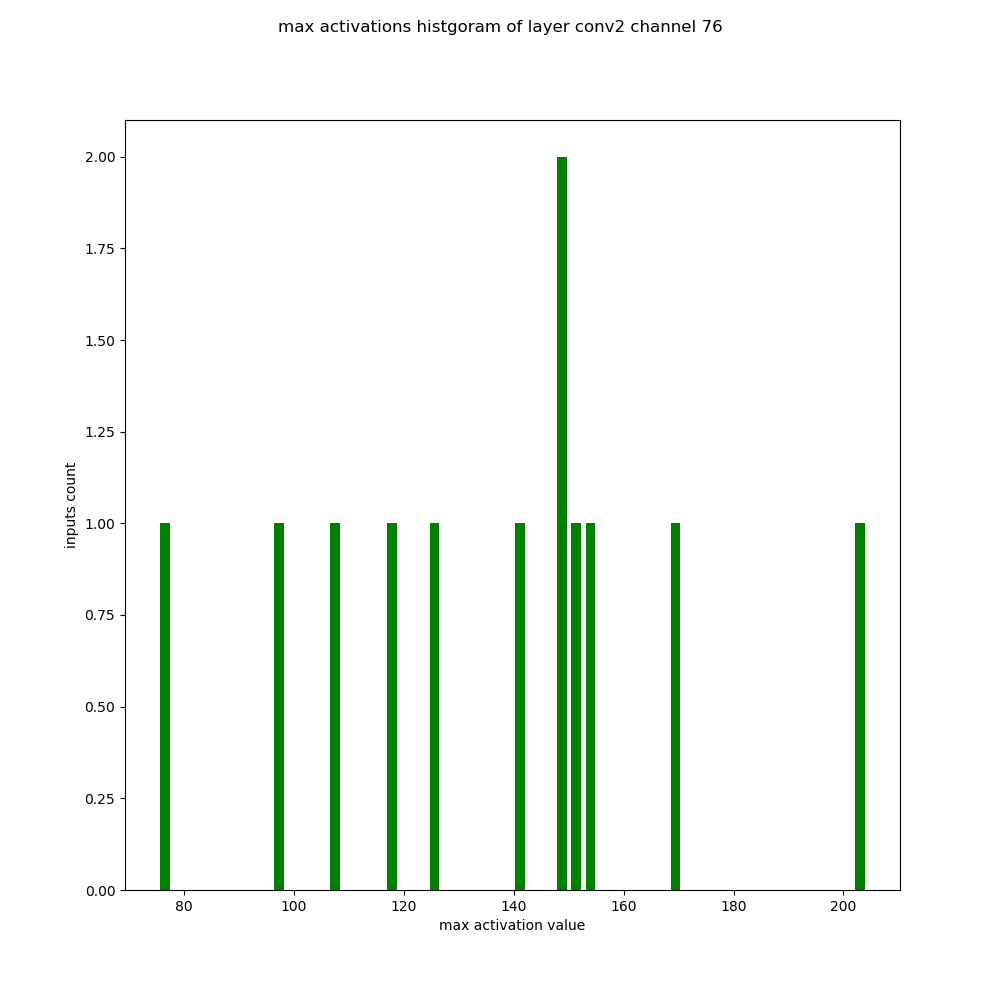 max activations histgoram of layer conv2 channel 76
2.00
1.75
1.50
1.25
1.00
0.75
0.50
0.25
0.00
inputs count
80 100 120 140 160 180 200
max activation value